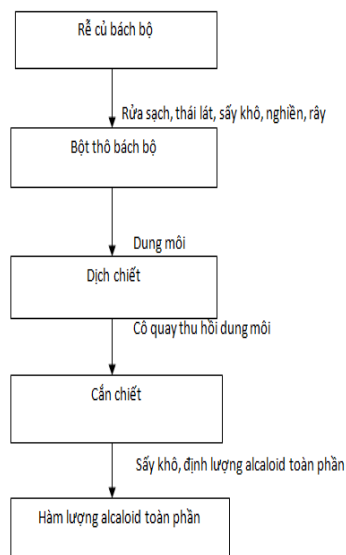 Rễ củ bách bộ
Rửa sạch, thái lát, sấy khô, nghiền, rây
Bột thô bách bộ
Dung môi
Dịch chiết
Cô quay thu hồi dung môi
Cắn chiết
Sấy khô, định lượng alcaloid toàn phần
Hàm lượng alcaloid toàn phần